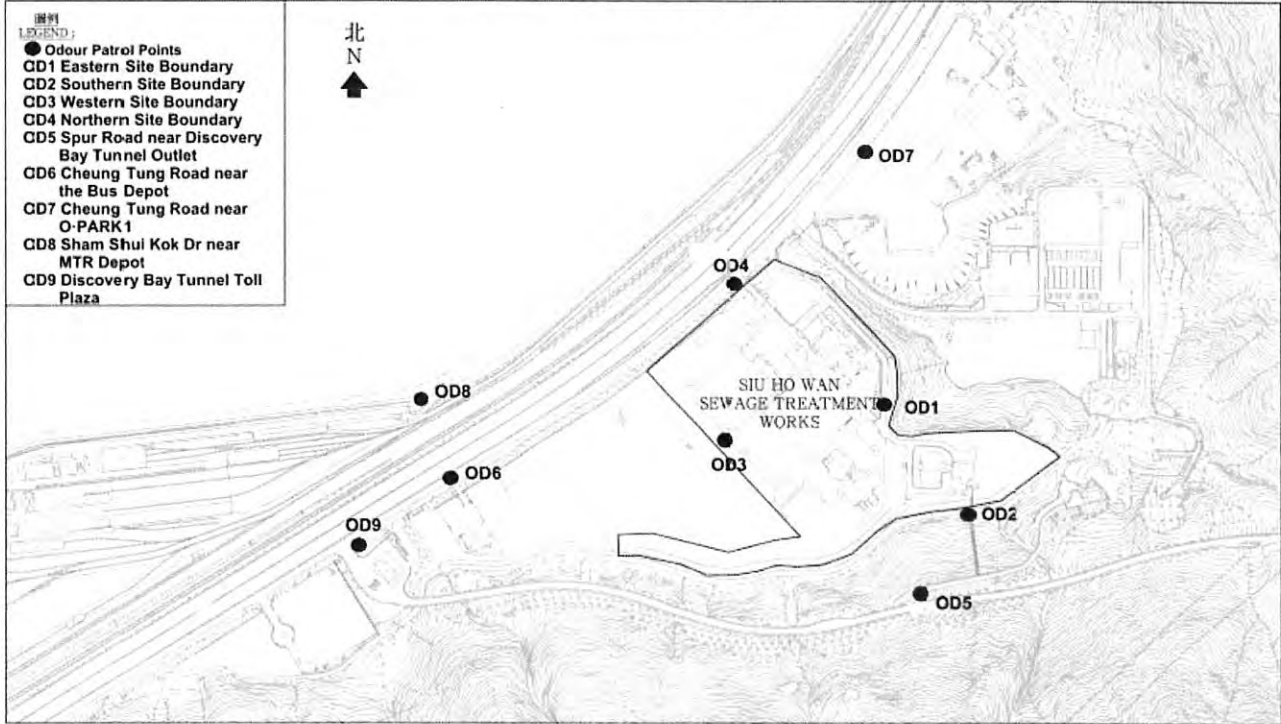 圖例
LEGEND:
Odour Patrol Points
OD1 Eastern Site Boundary
OD2 Southern Site Boundary
OD3 Western Site Boundary
OD4 Northern Site Boundary
OD5 Spur Road near Discovery
Bay Tunnel Outlet
OD6 Cheung Tung Road near
the Bus Depot
OD7 Cheung Tung Road near
O·PARK1
OD8 Sham Shui Kok Dr near
MTR Depot
OD9 Discovery Bay Tunnel Toll
Plaza
北
N
OD7
OD4
OD8
SIU HO WAN
SEWAGE TREATMENT
WORKS
OD1
OD3
OD6
OD2
OD9
OD5